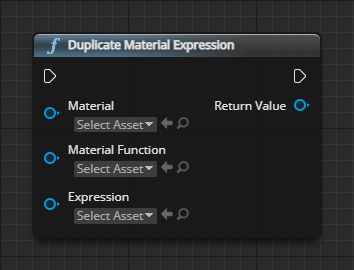 f Duplicate Material Expression
Material Return Value
Select Asset
Material Function
Select Asset
Expression
Select Asset